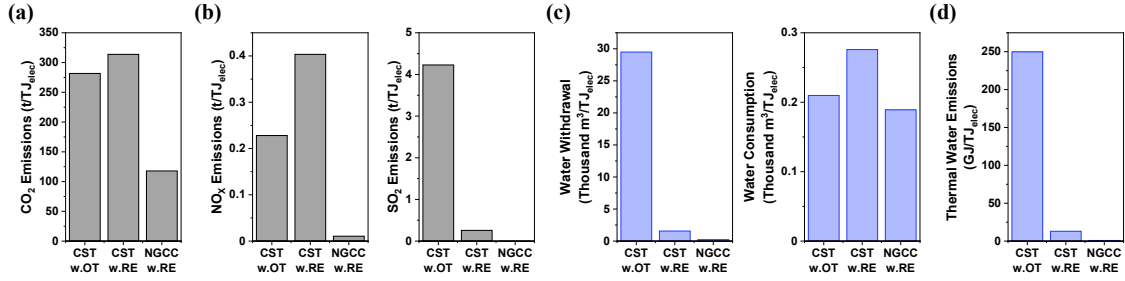 (a)
CO2 Emissions (t/TJelec)
350
300
250
200
150
100
50
0
CST CST NGCC
w.OT w.RE w.RE
(b)
NOX Emissions (t/TJelec)
0.4
0.2
0
CST CST NGCC
w.OT w.RE w.RE
SO2 Emissions (t/TJelec)
5
4
3
2
1
0
CST CST NGCC
w.OT w.RE w.RE
(c)
Water Withdrawal
(Thousand m3/TJelec)
30
25
20
15
10
5
0
CST CST NGCC
w.OT w.RE w.RE
Water Consumption
(Thousand m3/TJelec)
0.3
0.2
0.1
0
CST CST NGCC
w.OT w.RE w.RE
(d)
Thermal Water Emissions
(GJ/TJelec)
250
200
150
100
50
0
CST CST NGCC
w.OT w.RE w.RE